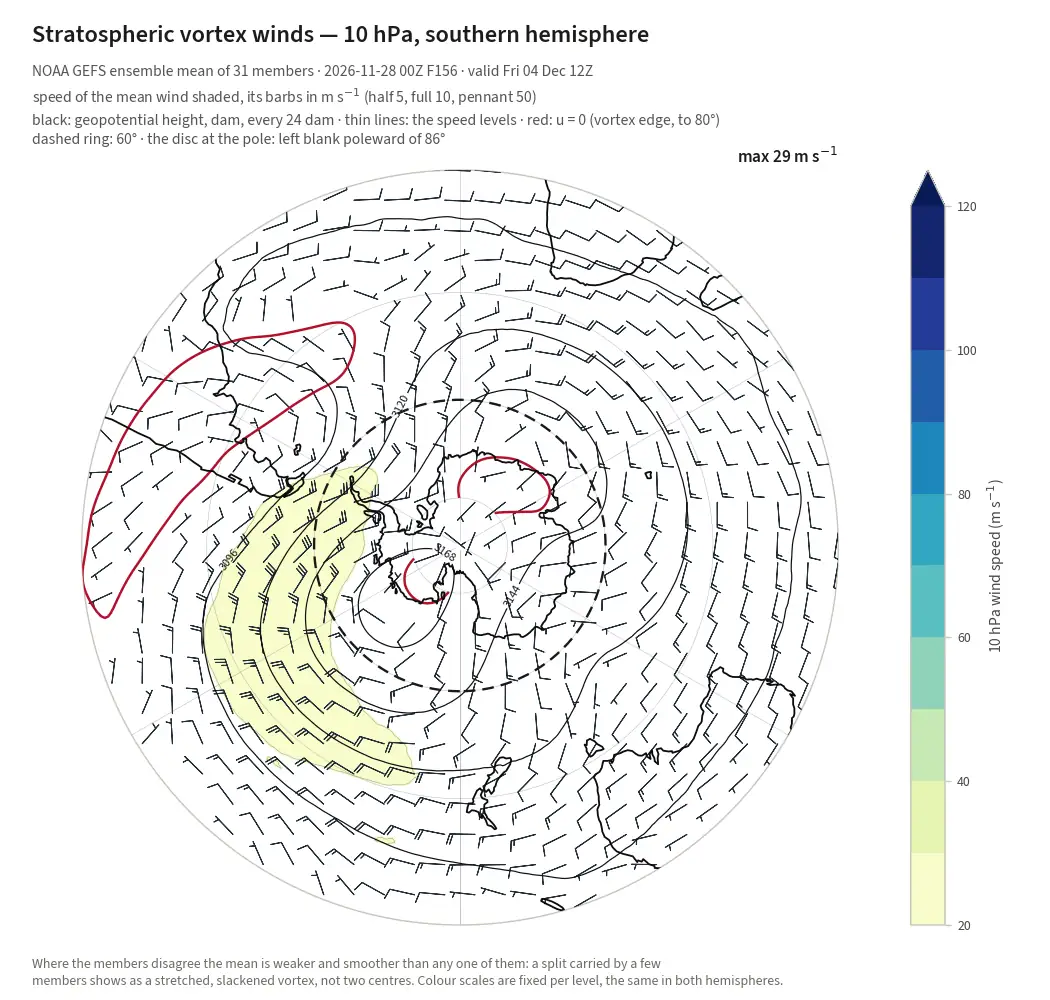 Stratospheric vortex winds — 10 hPa, southern hemisphere
NOAA GEFS ensemble mean of 31 members · 2026-11-28 00Z F156 · valid Fri 04 Dec 12Z
speed of the mean wind shaded, its barbs in m s⁻¹ (half 5, full 10, pennant 50)
black: geopotential height, dam, every 24 dam · thin lines: the speed levels · red: u = 0 (vortex edge, to 80°)
dashed ring: 60° · the disc at the pole: left blank poleward of 86°
max 29 m s⁻¹
120
100
80
60
40
20
10 hPa wind speed (m s⁻¹)
3120
3096
3168
3144
Where the members disagree the mean is weaker and smoother than any one of them: a split carried by a few
members shows as a stretched, slackened vortex, not two centres. Colour scales are fixed per level, the same in both hemispheres.